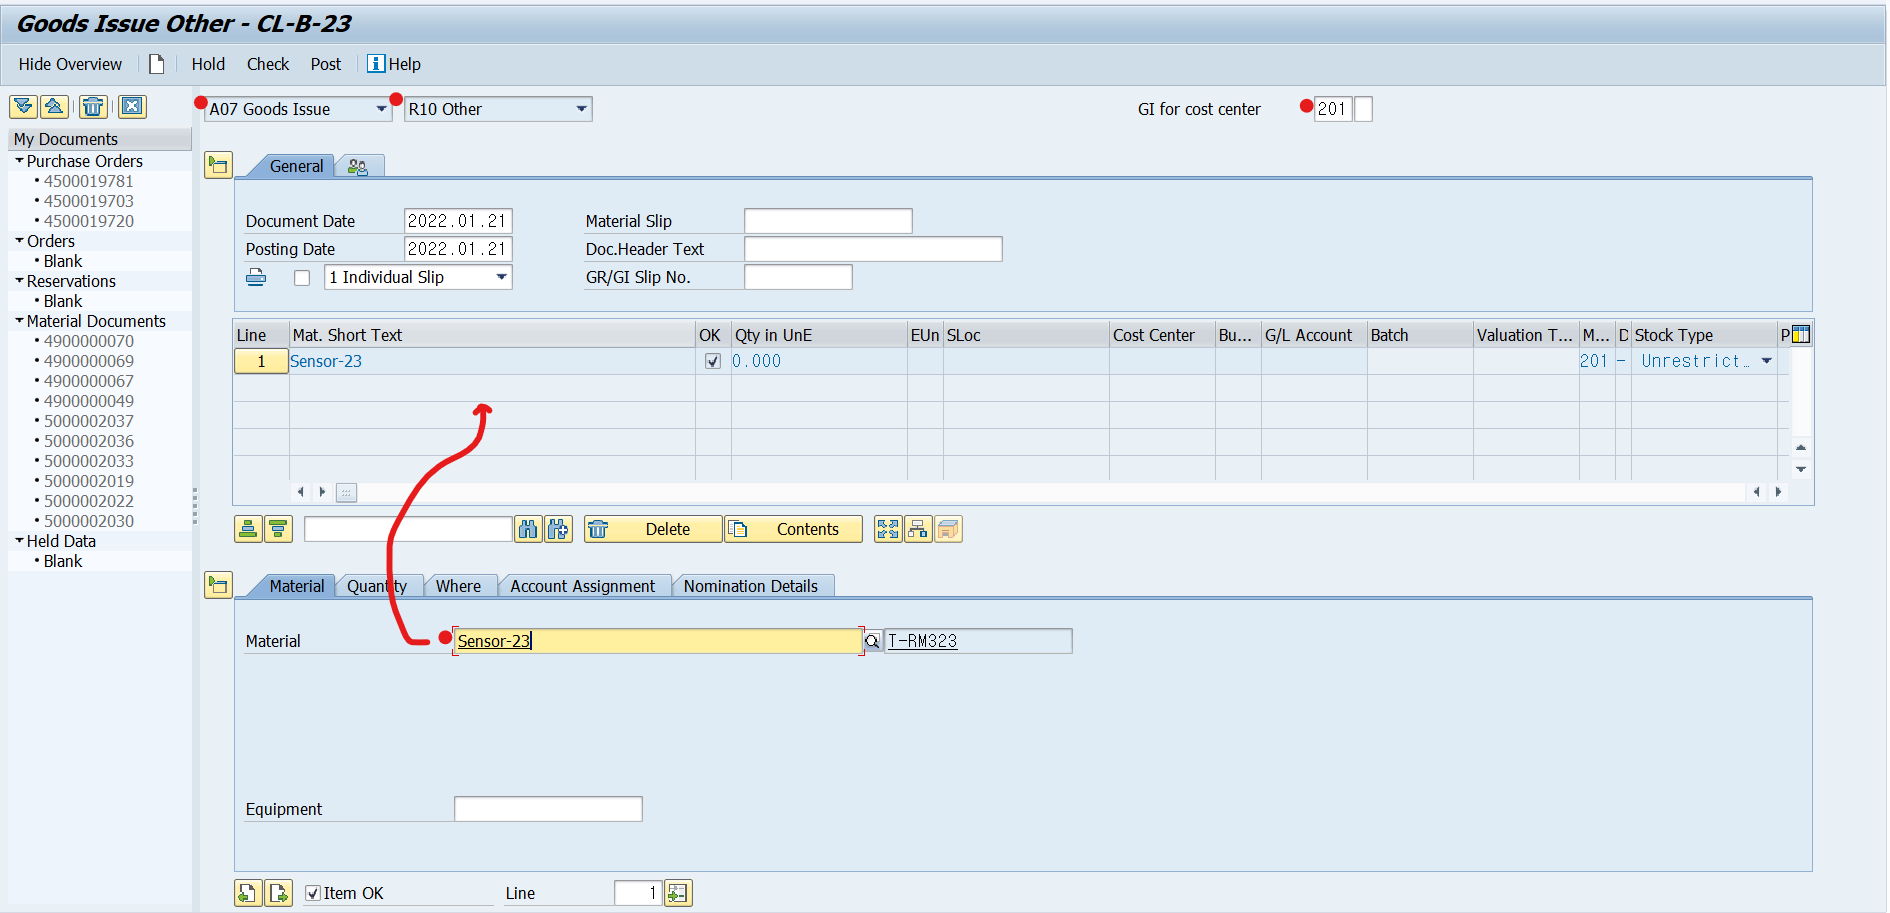 Goods Issue Other - CL-B-23
Hide Overview Hold Check Post Help
A07 Goods Issue R10 Other GI for cost center 201
My Documents
Purchase Orders
4500019781
4500019703
4500019720
Orders
Blank
Reservations
Blank
Material Documents
4900000070
4900000069
4900000067
4900000049
5000002037
5000002036
5000002033
5000002019
5000002022
5000002030
Held Data
Blank
General
Document Date 2022.01.21 Material Slip
Posting Date 2022.01.21 Doc.Header Text
1 Individual Slip GR/GI Slip No.
Line Mat. Short Text OK Qty in UnE EUn SLoc Cost Center Bu... G/L Account Batch Valuation T... M... D Stock Type P
1 Sensor-23 0.000 201 - Unrestrict…
Delete Contents
Material Quantity Where Account Assignment Nomination Details
Material Sensor-23 T-RM323
Equipment
Item OK Line 1